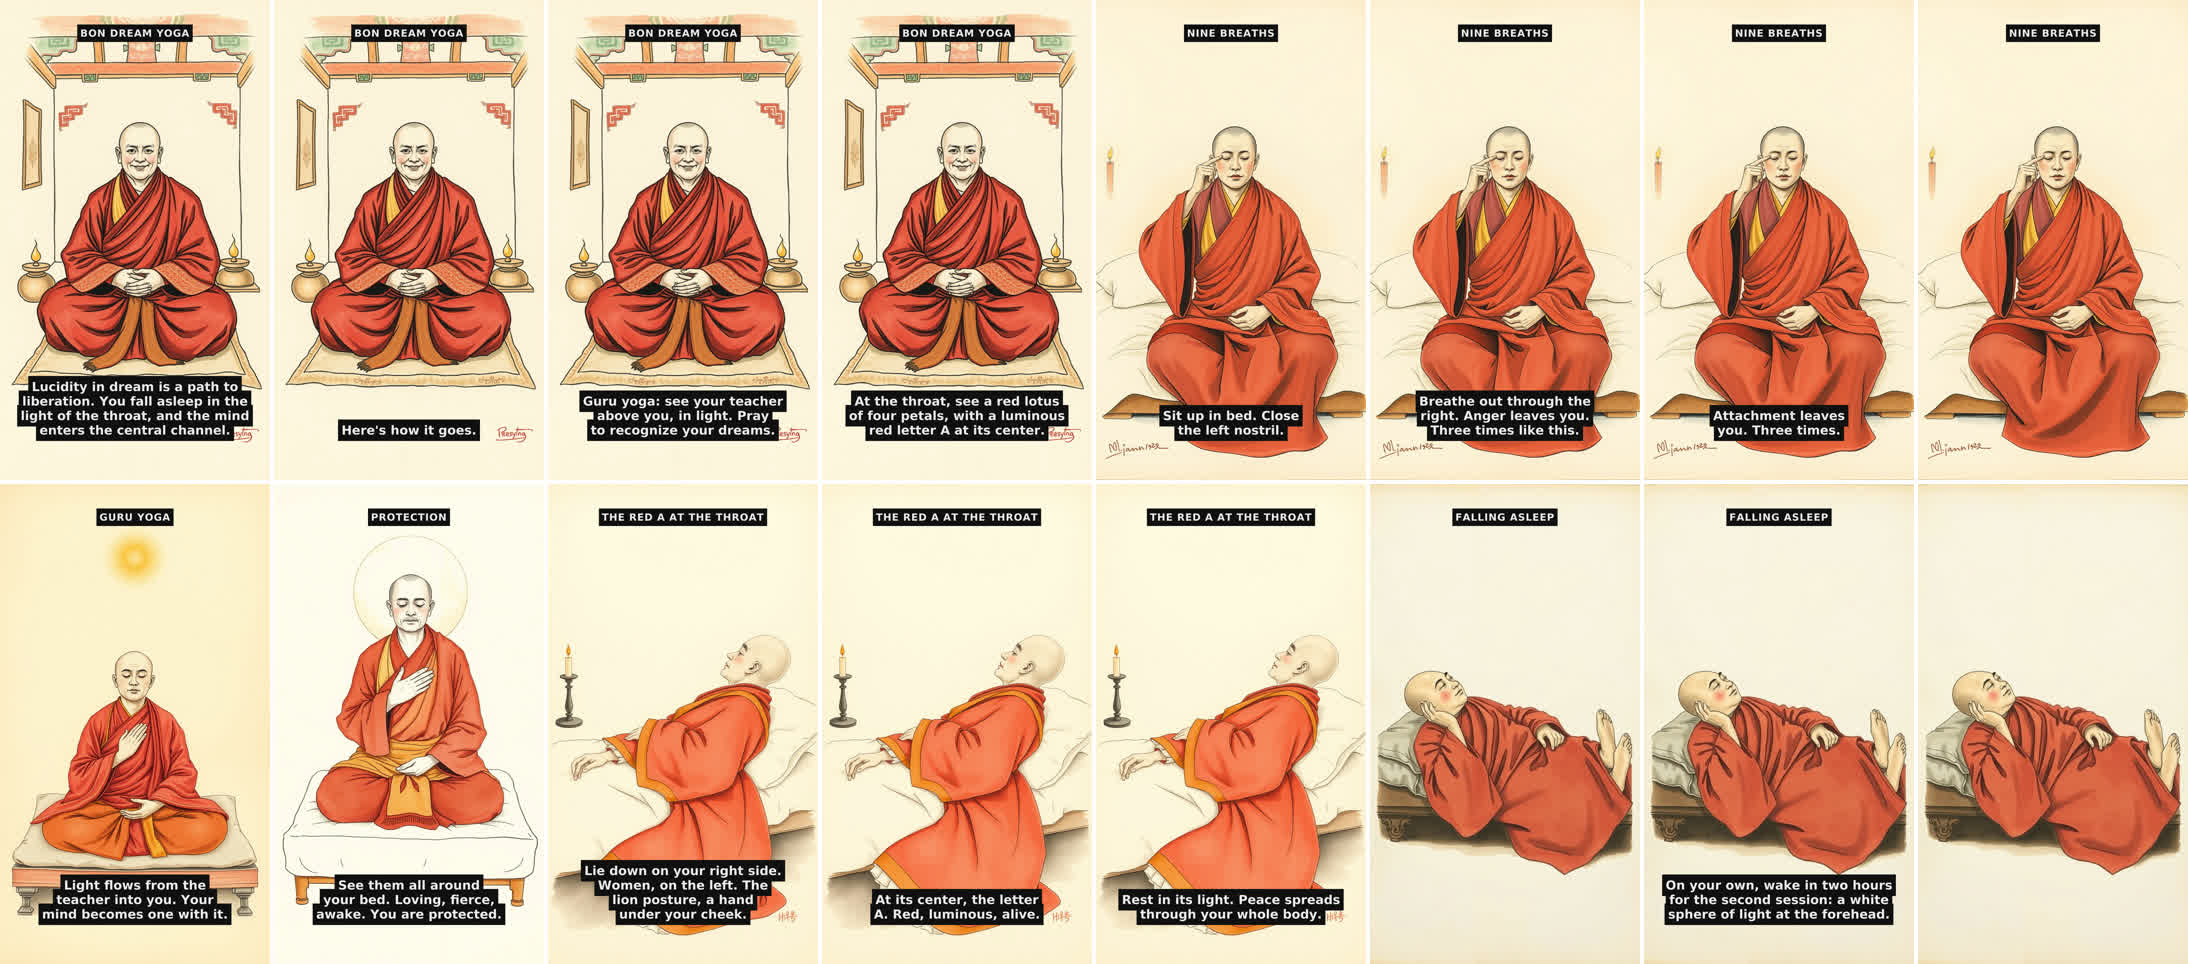 BON DREAM YOGA
Lucidity in dream is a path to
liberation. You fall asleep in the
light of the throat, and the mind
enters the central channel.
BON DREAM YOGA
Here's how it goes.
BON DREAM YOGA
Guru yoga: see your teacher
above you, in light. Pray
to recognize your dreams.
BON DREAM YOGA
At the throat, see a red lotus
of four petals, with a luminous
red letter A at its center.
NINE BREATHS
Sit up in bed. Close
the left nostril.
NINE BREATHS
Breathe out through the
right. Anger leaves you.
Three times like this.
NINE BREATHS
Attachment leaves
you. Three times.
NINE BREATHS
GURU YOGA
Light flows from the
teacher into you. Your
mind becomes one with it.
PROTECTION
See them all around
your bed. Loving, fierce,
awake. You are protected.
THE RED A AT THE THROAT
Lie down on your right side.
Women, on the left. The
lion posture, a hand
under your cheek.
THE RED A AT THE THROAT
At its center, the letter
A. Red, luminous, alive.
THE RED A AT THE THROAT
Rest in its light. Peace spreads
through your whole body.
FALLING ASLEEP
FALLING ASLEEP
On your own, wake in two hours
for the second session: a white
sphere of light at the forehead.